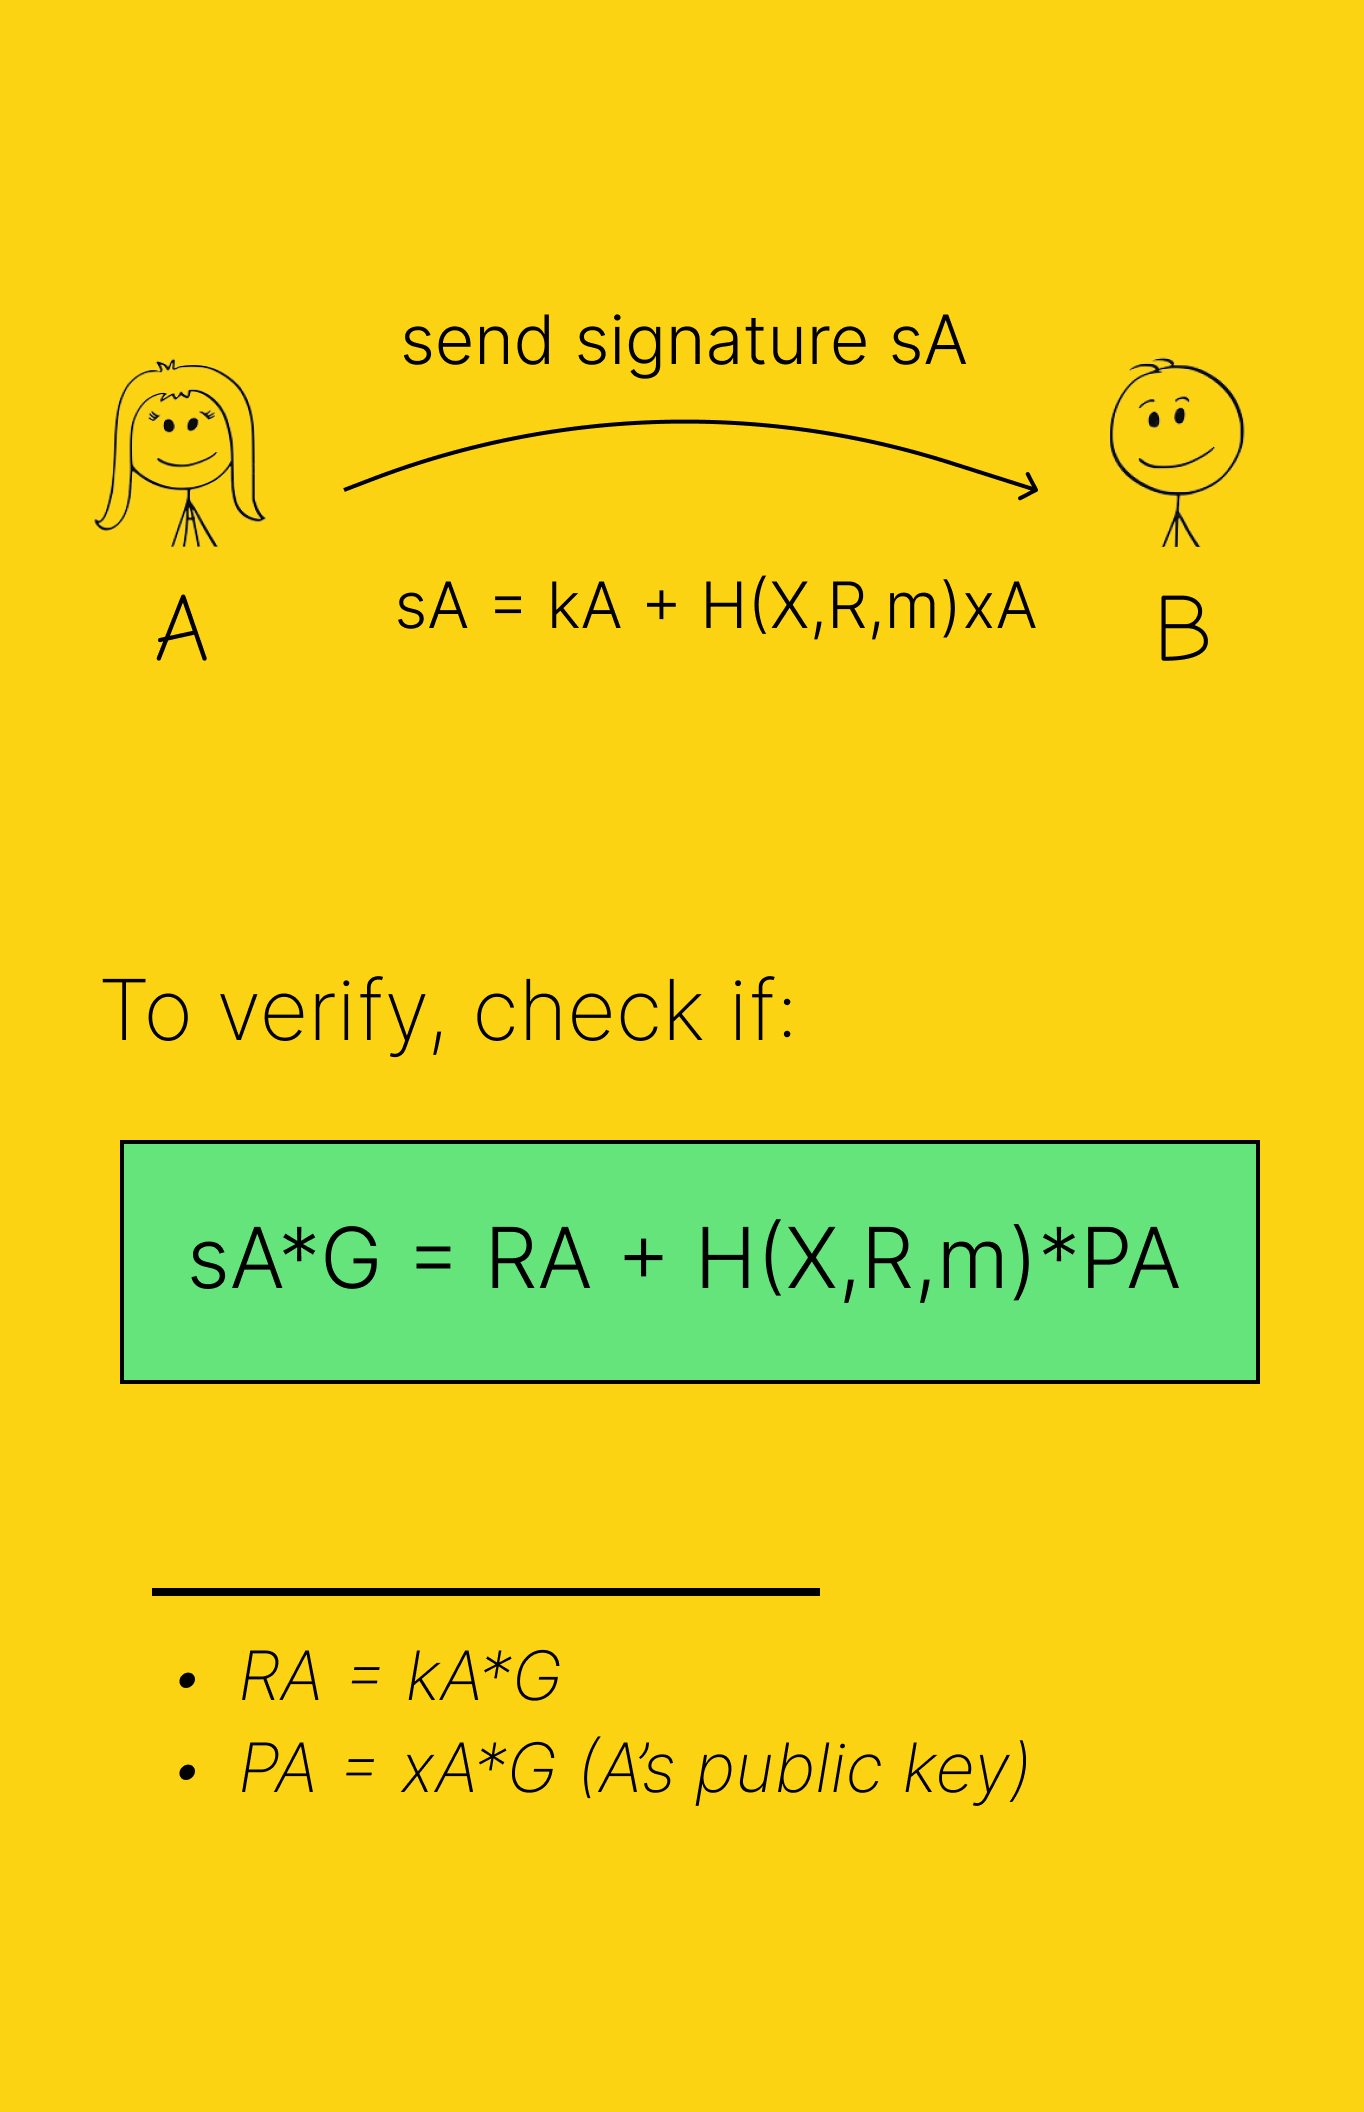 send signature sA
sA = kA + H(X,R,m)xA
A
B
To verify, check if:
sA*G = RA + H(X,R,m)*PA
• RA = kA*G
• PA = xA*G (A’s public key)